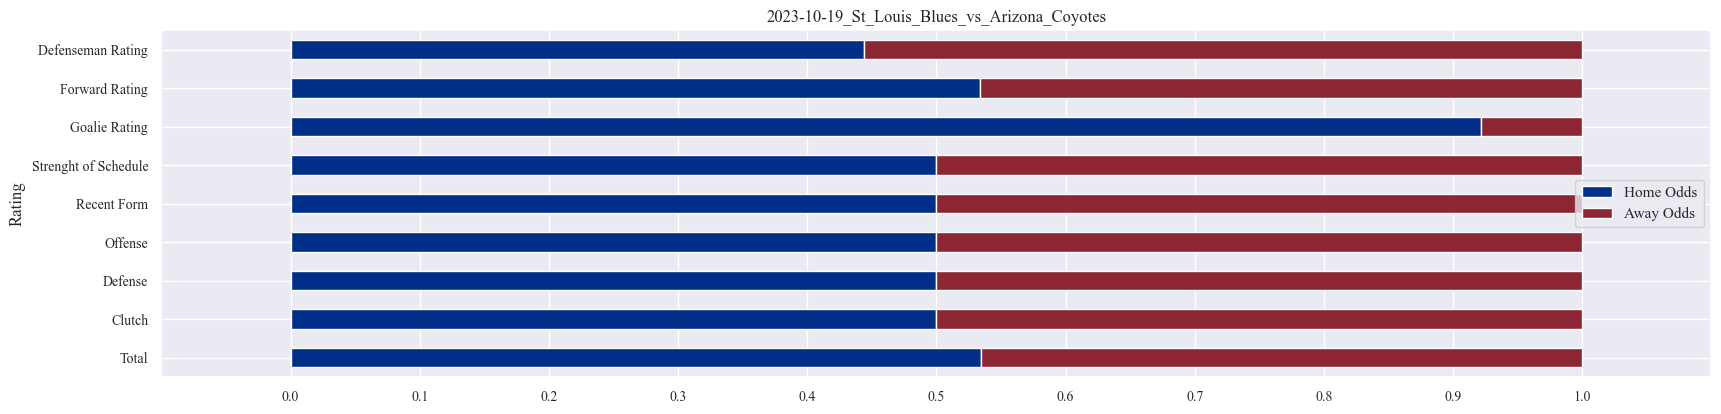 2023-10-19_St_Louis_Blues_vs_Arizona_Coyotes
Rating
Defenseman Rating
Forward Rating
Goalie Rating
Strenght of Schedule
Recent Form
Offense
Defense
Clutch
Total
Home Odds
Away Odds
0.0 0.1 0.2 0.3 0.4 0.5 0.6 0.7 0.8 0.9 1.0